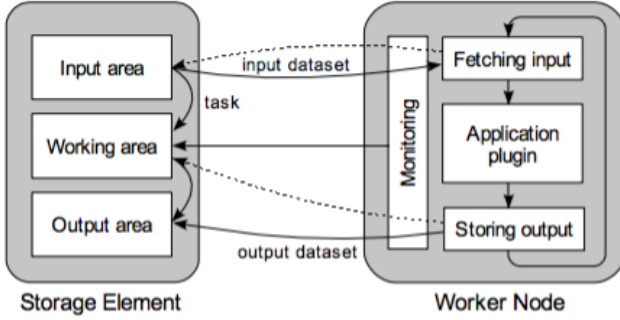 Input area
Working area
Output area
Storage Element
input dataset
task
output dataset
Monitoring
Fetching input
Application
plugin
Storing output
Worker Node